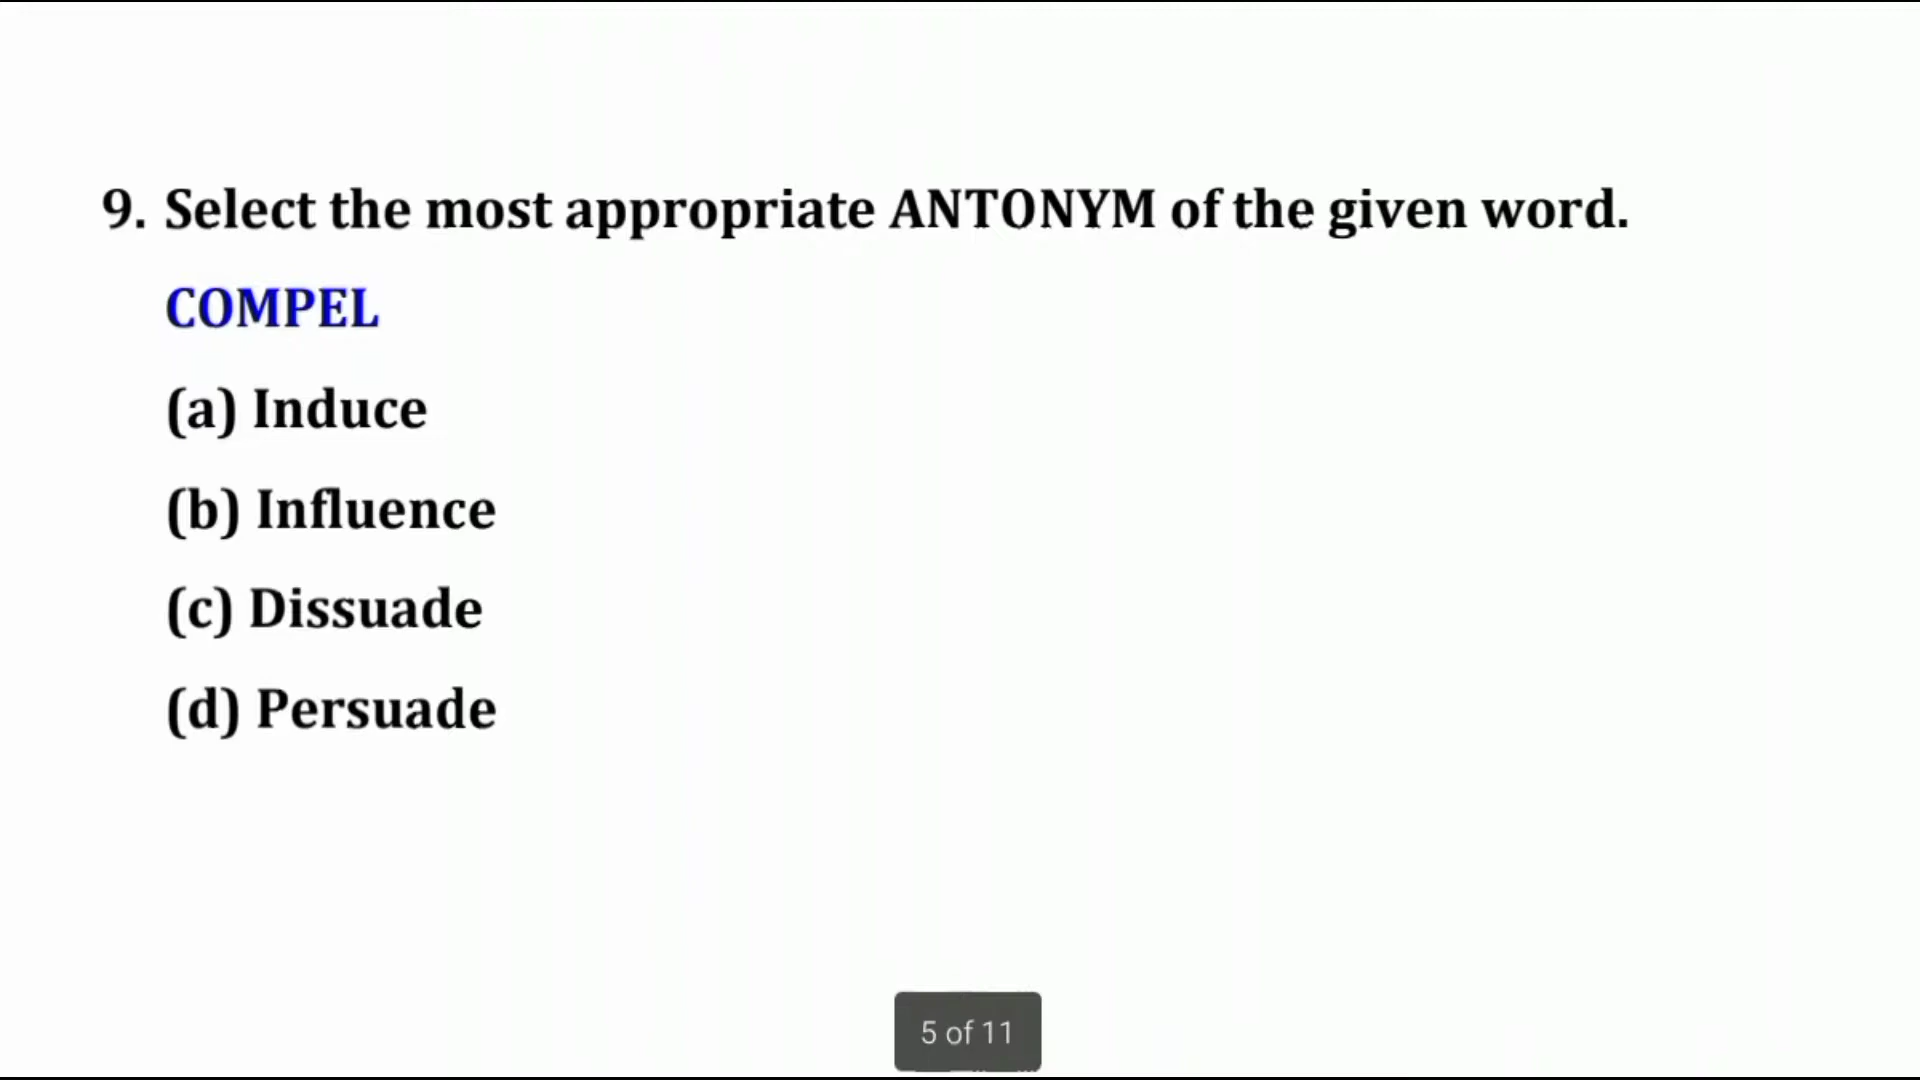 9. Select the most appropriate ANTONYM of the given word.
COMPEL
(a) Induce
(b) Influence
(c) Dissuade
(d) Persuade
5 of 11